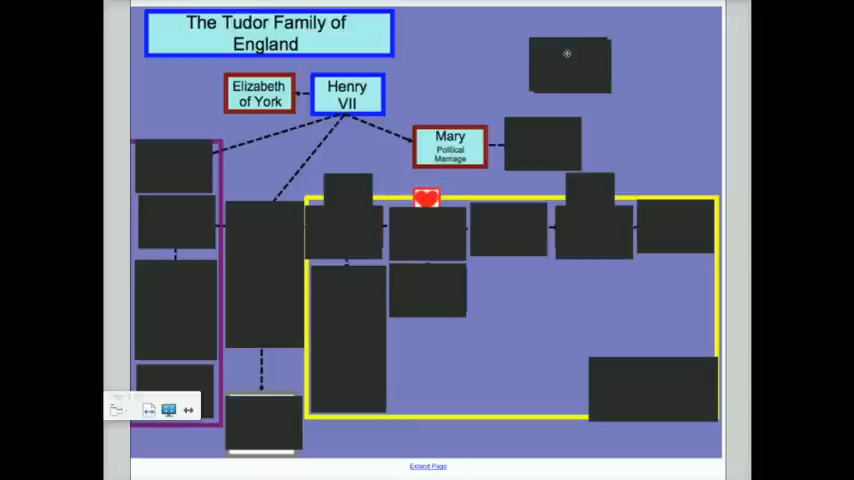 The Tudor Family of
England
Elizabeth
of York
Henry
VII
Mary
Political
Marriage
Extend Page